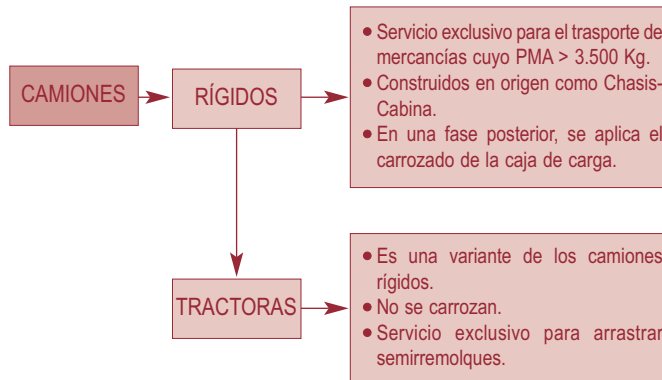 CAMIONES
RÍGIDOS
● Servicio exclusivo para el trasporte de
mercancías cuyo PMA > 3.500 Kg.
● Construidos en origen como Chasis-
Cabina.
● En una fase posterior, se aplica el
carrozado de la caja de carga.
TRACTORAS
● Es una variante de los camiones
rígidos.
● No se carrozan.
● Servicio exclusivo para arrastrar
semirremolques.